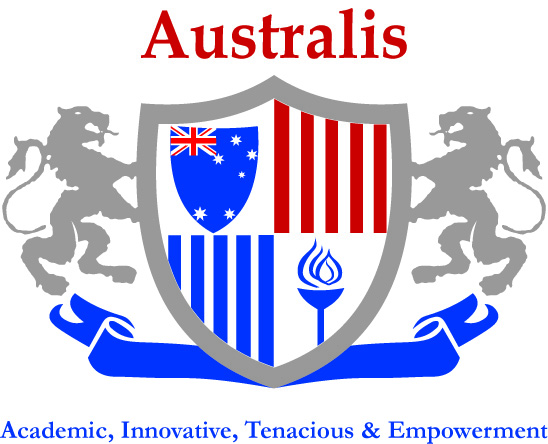 Australis
Academic, Innovative, Tenacious & Empowerment